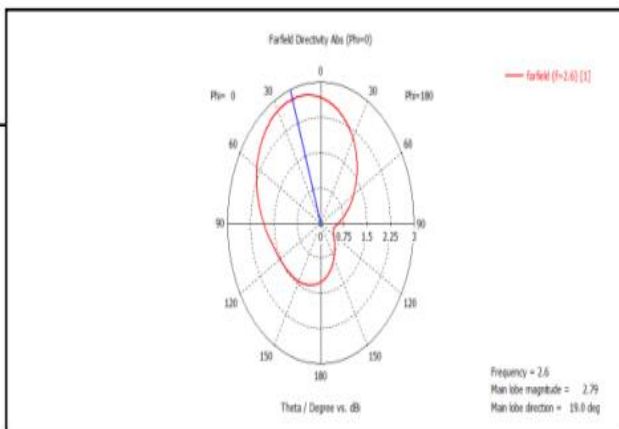 Farfield Directivity Abs (Phi=0)
0
farfield (f=2.6) [1]
Phi= 0
30
30
Phi=180
60
60
90
0 0.75 1.5 2.25 3
90
120
120
150
150
180
Theta / Degree vs. dBi
Frequency = 2.6
Main lobe magnitude = 2.79
Main lobe direction = 19.0 deg